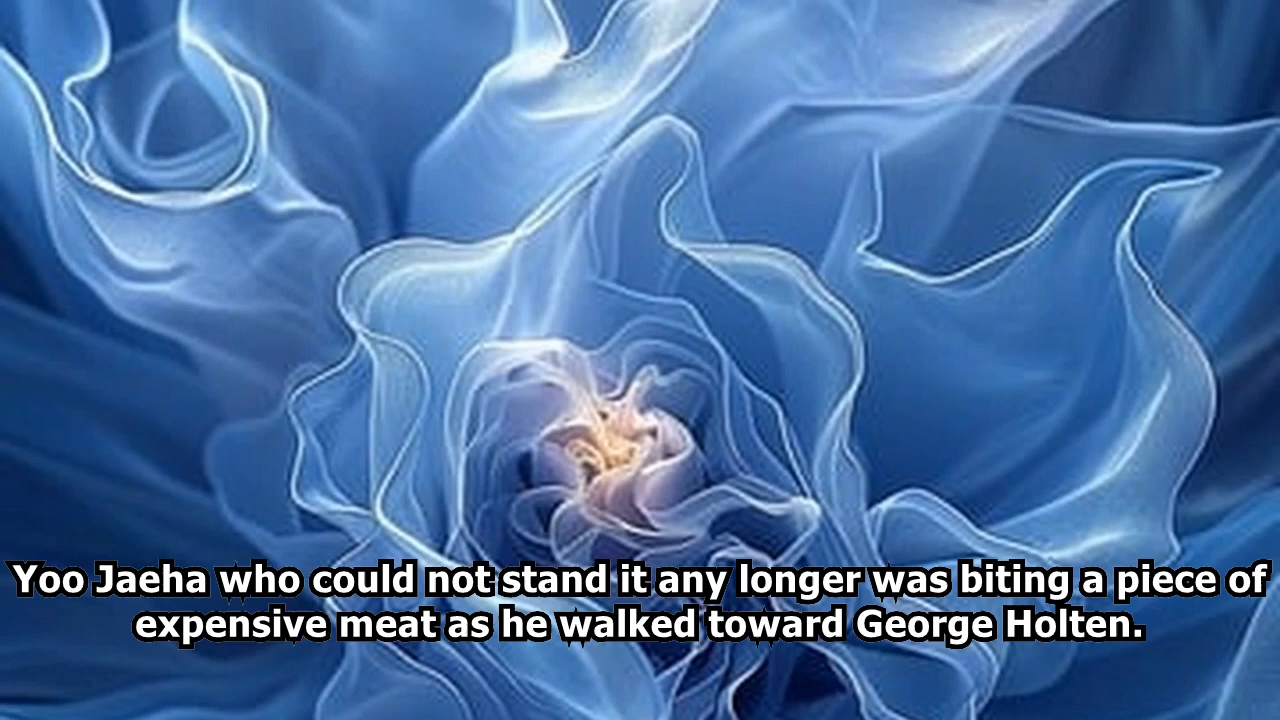 Yoo Jaeha who could not stand it any longer was biting a piece of
expensive meat as he walked toward George Holten.